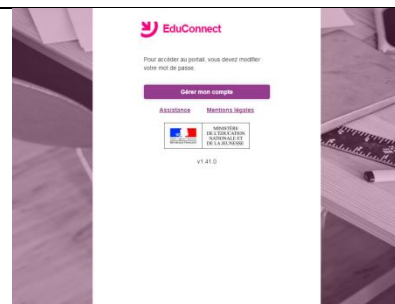 EduConnect
Pour accéder au portail, vous devez modifier
votre mot de passe.
Gérer mon compte
Assistance Mentions légales
MINISTÈRE
DE L'ÉDUCATION
NATIONALE ET
DE LA JEUNESSE
v1.41.0